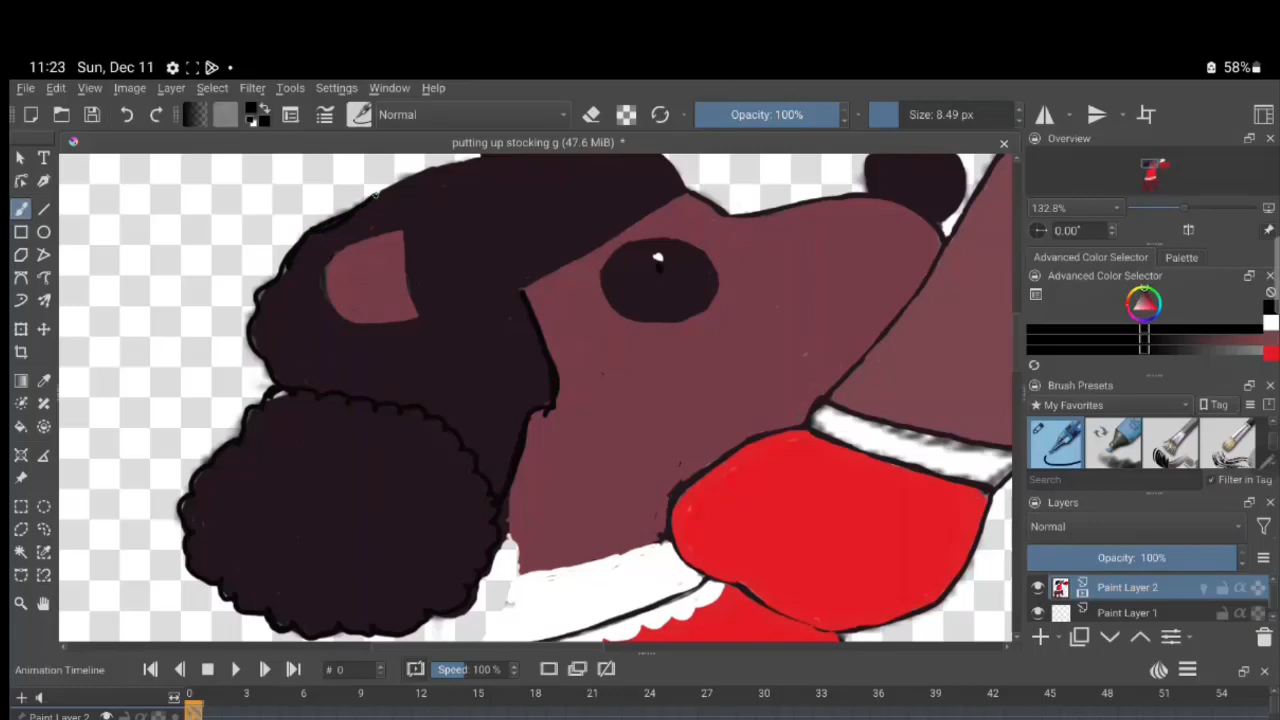 11:23 Sun, Dec 11 58%
File Edit View Image Layer Select Filter Tools Settings Window Help
Normal Opacity: 100% Size: 8.49 px
putting up stocking g (47.6 MiB) *
Overview
132.8%
0.00°
Advanced Color Selector Palette
Advanced Color Selector
Brush Presets
★ My Favorites Tag
Search Filter in Tag
Layers
Normal
Opacity: 100%
Paint Layer 2
Paint Layer 1
Animation Timeline # 0 Speed: 100 %
0 3 6 9 12 15 18 21 24 27 30 33 36 39 42 45 48 51 54
Paint Layer 2